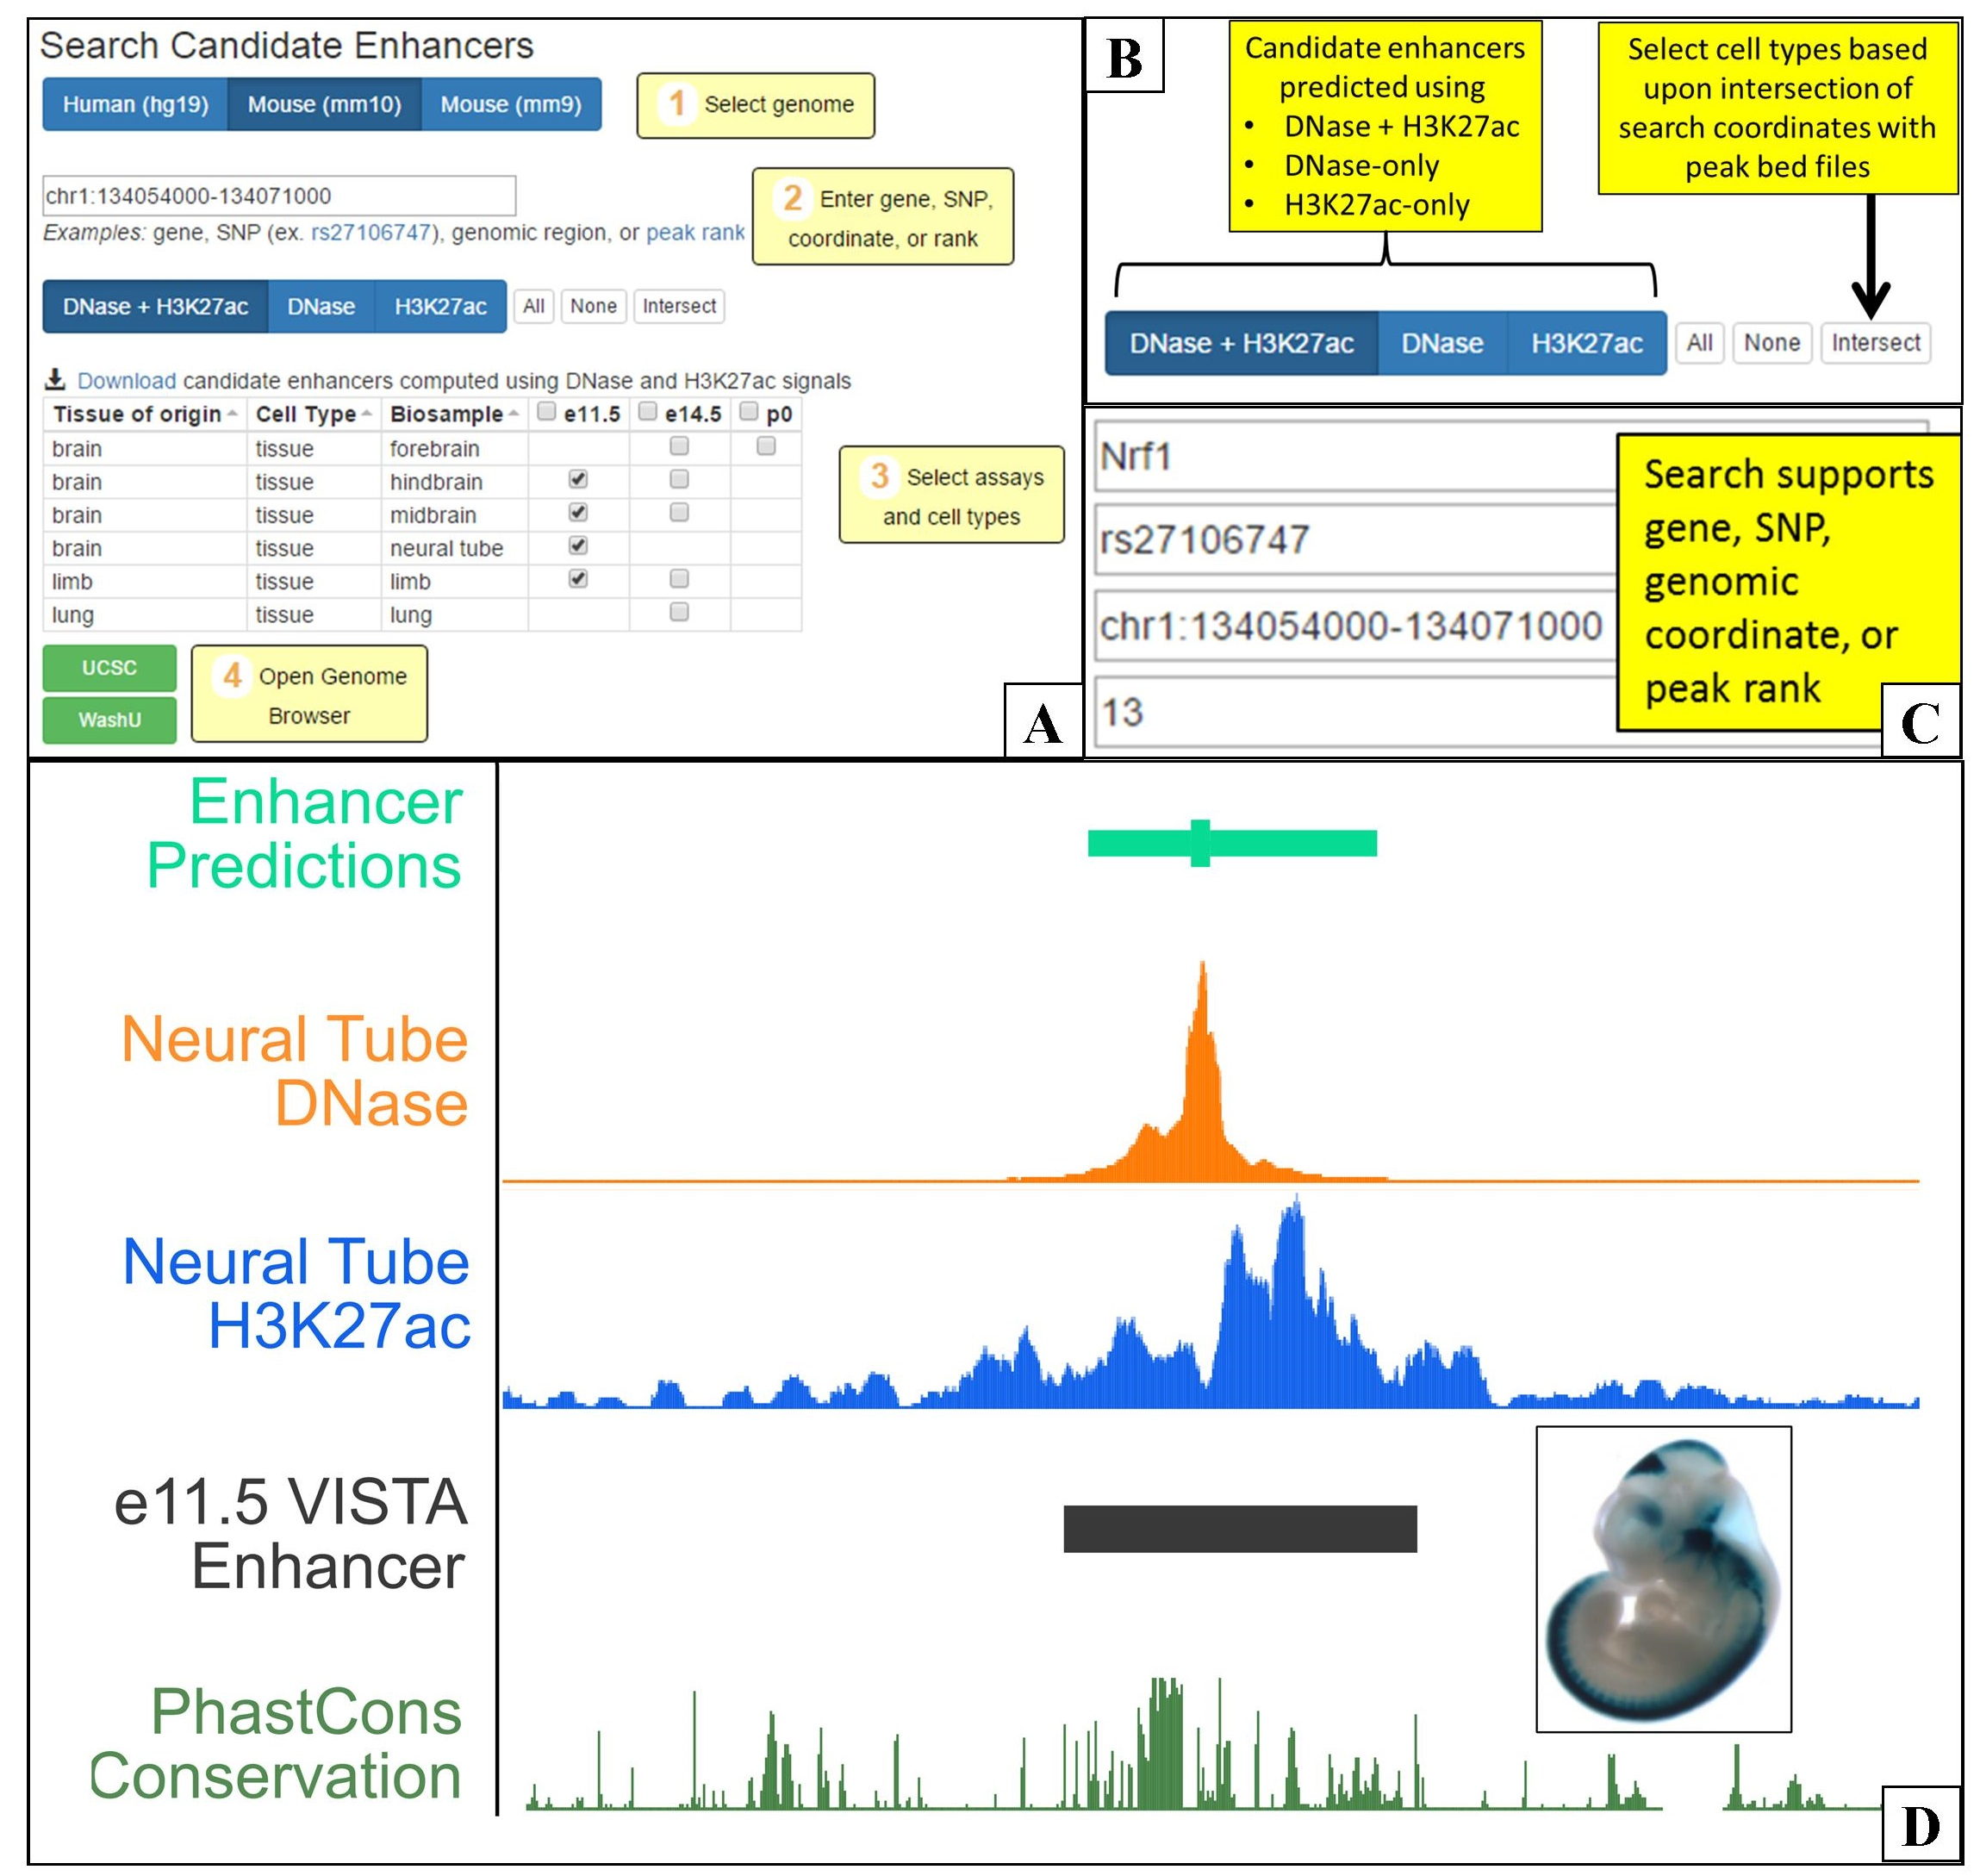 Search Candidate Enhancers
Human (hg19) Mouse (mm10) Mouse (mm9)
1 Select genome
chr1:134054000-134071000
Examples: gene, SNP (ex. rs27106747), genomic region, or peak rank
2 Enter gene, SNP,
coordinate, or rank
DNase + H3K27ac DNase H3K27ac All None Intersect
Download candidate enhancers computed using DNase and H3K27ac signals
Tissue of origin Cell Type Biosample e11.5 e14.5 p0
brain tissue forebrain
brain tissue hindbrain
brain tissue midbrain
brain tissue neural tube
limb tissue limb
lung tissue lung
3 Select assays
and cell types
UCSC
WashU
4 Open Genome
Browser
A
B
Candidate enhancers
predicted using
• DNase + H3K27ac
• DNase-only
• H3K27ac-only
Select cell types based
upon intersection of
search coordinates with
peak bed files
DNase + H3K27ac DNase H3K27ac All None Intersect
Nrf1
rs27106747
chr1:134054000-134071000
13
Search supports
gene, SNP,
genomic
coordinate, or
peak rank
C
Enhancer
Predictions
Neural Tube
DNase
Neural Tube
H3K27ac
e11.5 VISTA
Enhancer
PhastCons
Conservation
D